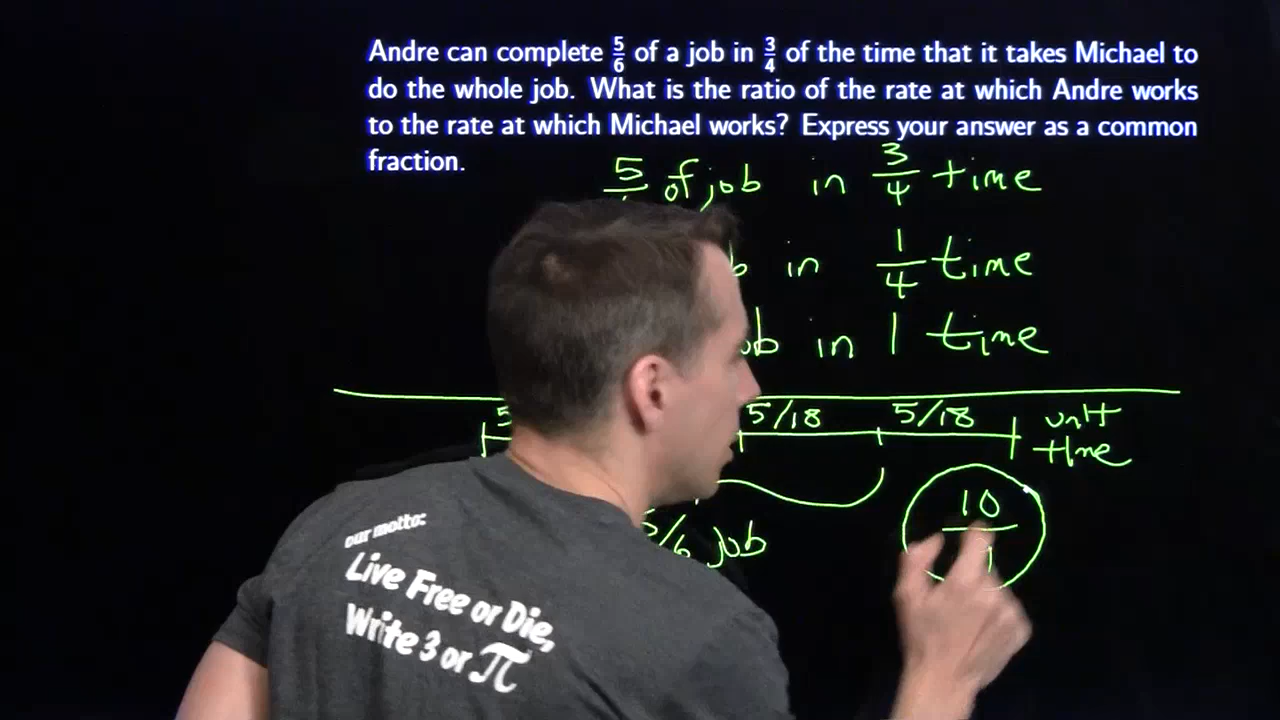 Andre can complete 5/6 of a job in 3/4 of the time that it takes Michael to
do the whole job. What is the ratio of the rate at which Andre works
to the rate at which Michael works? Express your answer as a common
fraction.
5 of job in 3/4 time
in 1/4 time
in 1 time
5 5/18 5/18 unit
time
/6 job
10
our motto:
Live Free or Die,
Write 3 or π